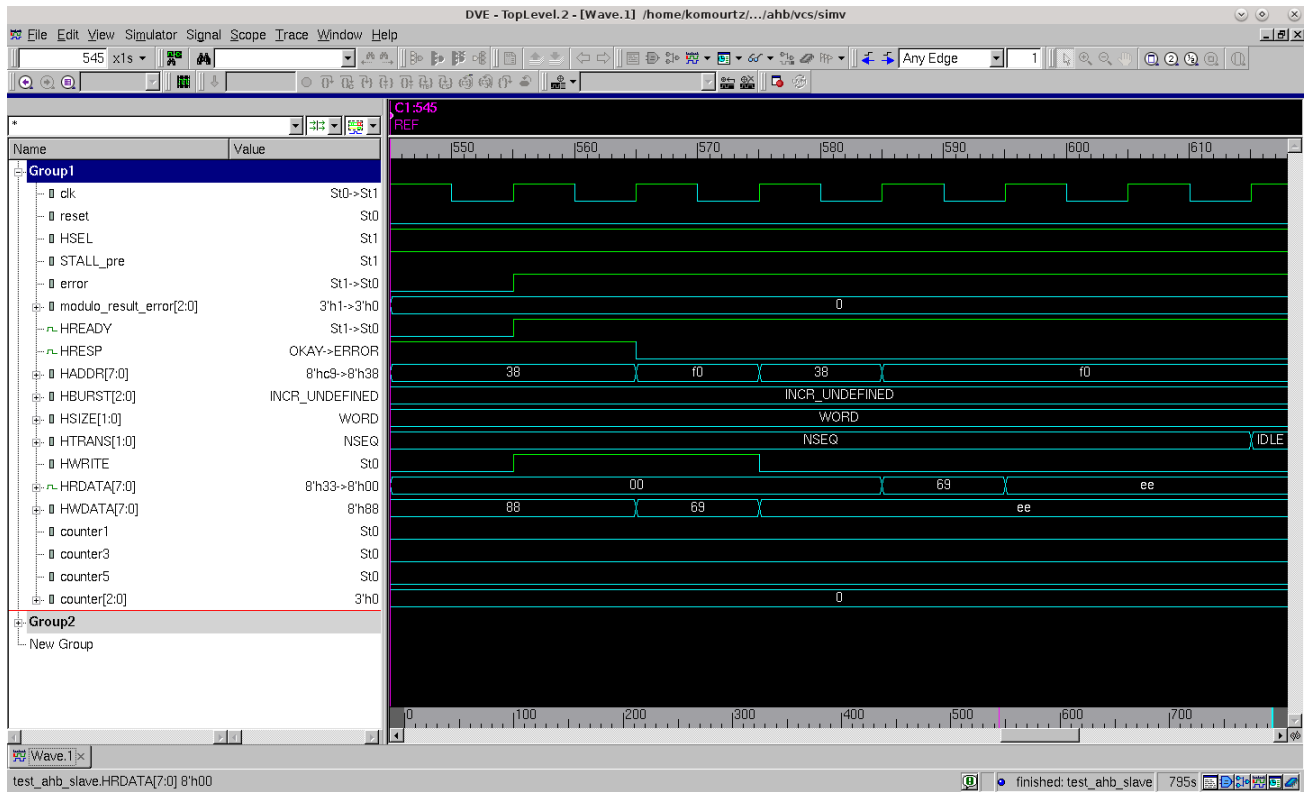 DVE - TopLevel.2 - [Wave.1] /home/komourtz/.../ahb/vcs/simv
File Edit View Simulator Signal Scope Trace Window Help
545 x1s Any Edge 1
C1:545
* REF
Name Value 550 560 570 580 590 600 610
Group1
clk St0->St1
reset St0
HSEL St1
STALL_pre St1
error St1->St0
modulo_result_error[2:0] 3'h1->3'h0 0
HREADY St1->St0
HRESP OKAY->ERROR
HADDR[7:0] 8'hc9->8'h38 38 f0 38 f0
HBURST[2:0] INCR_UNDEFINED INCR_UNDEFINED
HSIZE[1:0] WORD WORD
HTRANS[1:0] NSEQ NSEQ IDLE
HWRITE St0
HRDATA[7:0] 8'h33->8'h00 00 69 ee
HWDATA[7:0] 8'h88 88 69 ee
counter1 St0
counter3 St0
counter5 St0
counter[2:0] 3'h0 0
Group2
New Group
0 100 200 300 400 500 600 700
Wave.1
test_ahb_slave.HRDATA[7:0] 8'h00 finished: test_ahb_slave 795s